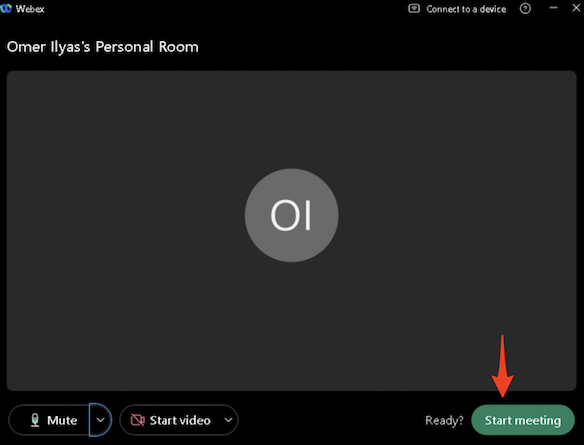 Webex
Connect to a device
Omer Ilyas's Personal Room
OI
Mute
Start video
Ready?
Start meeting